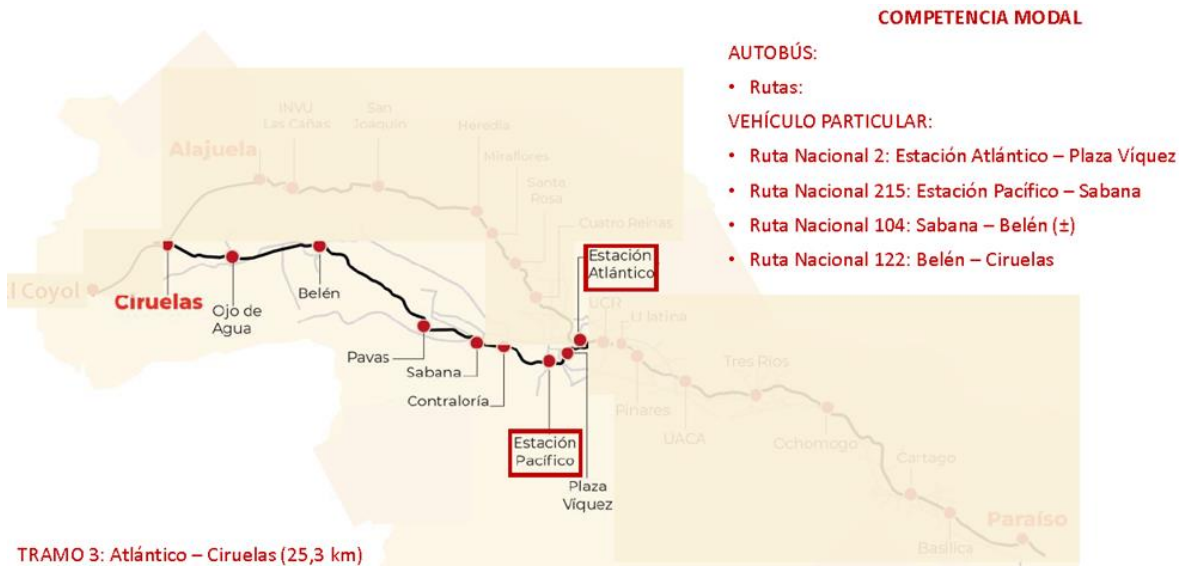 COMPETENCIA MODAL
AUTOBÚS:
• Rutas:
VEHÍCULO PARTICULAR:
• Ruta Nacional 2: Estación Atlántico – Plaza Víquez
• Ruta Nacional 215: Estación Pacífico – Sabana
• Ruta Nacional 104: Sabana – Belén (±)
• Ruta Nacional 122: Belén – Ciruelas
INVU
Las Cañas
San
Joaquín
Heredia
Alajuela
Miraflores
Santa
Rosa
Cuatro Reinas
Estación
Atlántico
l Coyol
Ciruelas
Ojo de
Agua
Belén
UCR
U latina
Pavas
Sabana
Contraloría
Tres Ríos
Pinares
UACA
Ochomogo
Estación
Pacífico
Plaza
Víquez
Cartago
Basílica
Paraíso
TRAMO 3: Atlántico – Ciruelas (25,3 km)